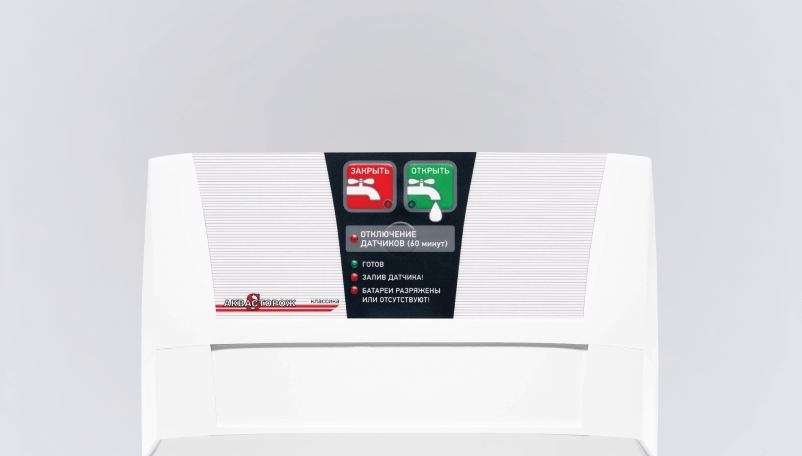 ЗАКРЫТЬ
ОТКРЫТЬ
ОТКЛЮЧЕНИЕ
ДАТЧИКОВ (60 минут)
ГОТОВ
ЗАЛИВ ДАТЧИКА!
БАТАРЕИ РАЗРЯЖЕНЫ
ИЛИ ОТСУТСТВУЮТ!
АКВАСТОРОЖ
классика